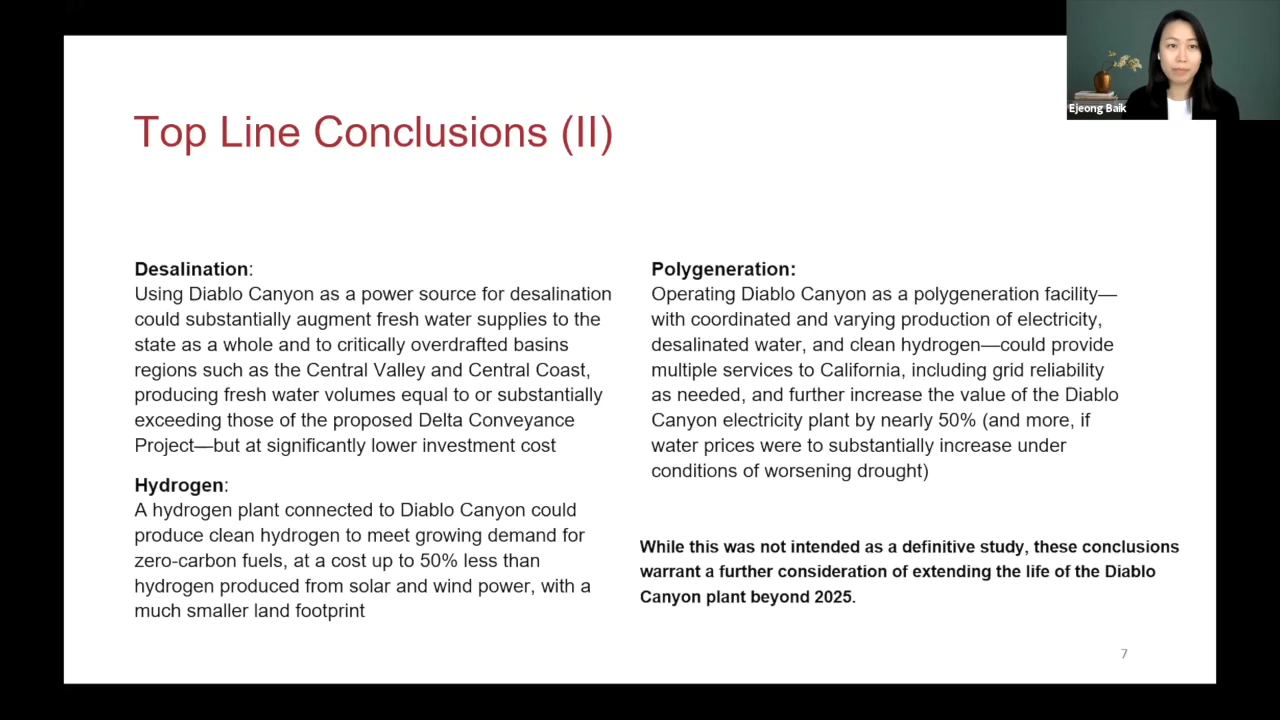 Ejeong Baik
Top Line Conclusions (II)
Desalination:
Using Diablo Canyon as a power source for desalination
could substantially augment fresh water supplies to the
state as a whole and to critically overdrafted basins
regions such as the Central Valley and Central Coast,
producing fresh water volumes equal to or substantially
exceeding those of the proposed Delta Conveyance
Project—but at significantly lower investment cost
Hydrogen:
A hydrogen plant connected to Diablo Canyon could
produce clean hydrogen to meet growing demand for
zero-carbon fuels, at a cost up to 50% less than
hydrogen produced from solar and wind power, with a
much smaller land footprint
Polygeneration:
Operating Diablo Canyon as a polygeneration facility—
with coordinated and varying production of electricity,
desalinated water, and clean hydrogen—could provide
multiple services to California, including grid reliability
as needed, and further increase the value of the Diablo
Canyon electricity plant by nearly 50% (and more, if
water prices were to substantially increase under
conditions of worsening drought)
While this was not intended as a definitive study, these conclusions
warrant a further consideration of extending the life of the Diablo
Canyon plant beyond 2025.
7